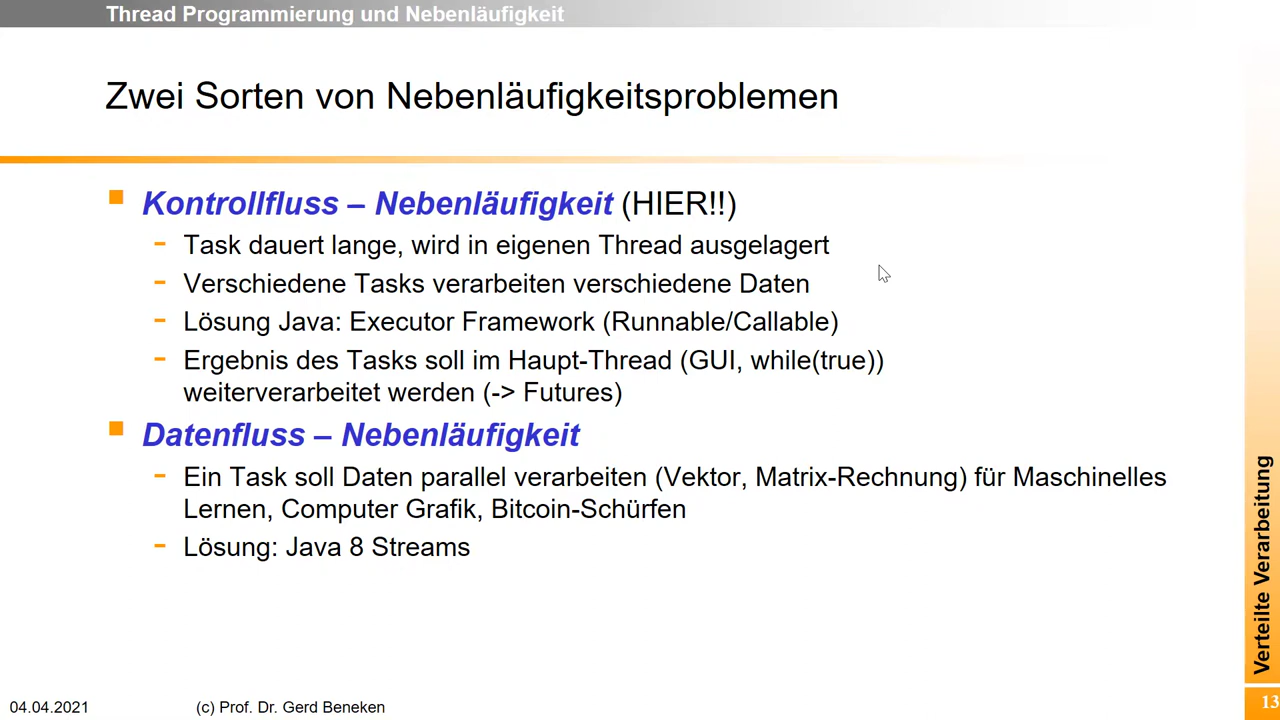 Thread Programmierung und Nebenläufigkeit
Zwei Sorten von Nebenläufigkeitsproblemen
Kontrollfluss – Nebenläufigkeit (HIER!!)
- Task dauert lange, wird in eigenen Thread ausgelagert
- Verschiedene Tasks verarbeiten verschiedene Daten
- Lösung Java: Executor Framework (Runnable/Callable)
- Ergebnis des Tasks soll im Haupt-Thread (GUI, while(true))
weiterverarbeitet werden (-> Futures)
Datenfluss – Nebenläufigkeit
- Ein Task soll Daten parallel verarbeiten (Vektor, Matrix-Rechnung) für Maschinelles
Lernen, Computer Grafik, Bitcoin-Schürfen
- Lösung: Java 8 Streams
Verteilte Verarbeitung
04.04.2021
(c) Prof. Dr. Gerd Beneken
13